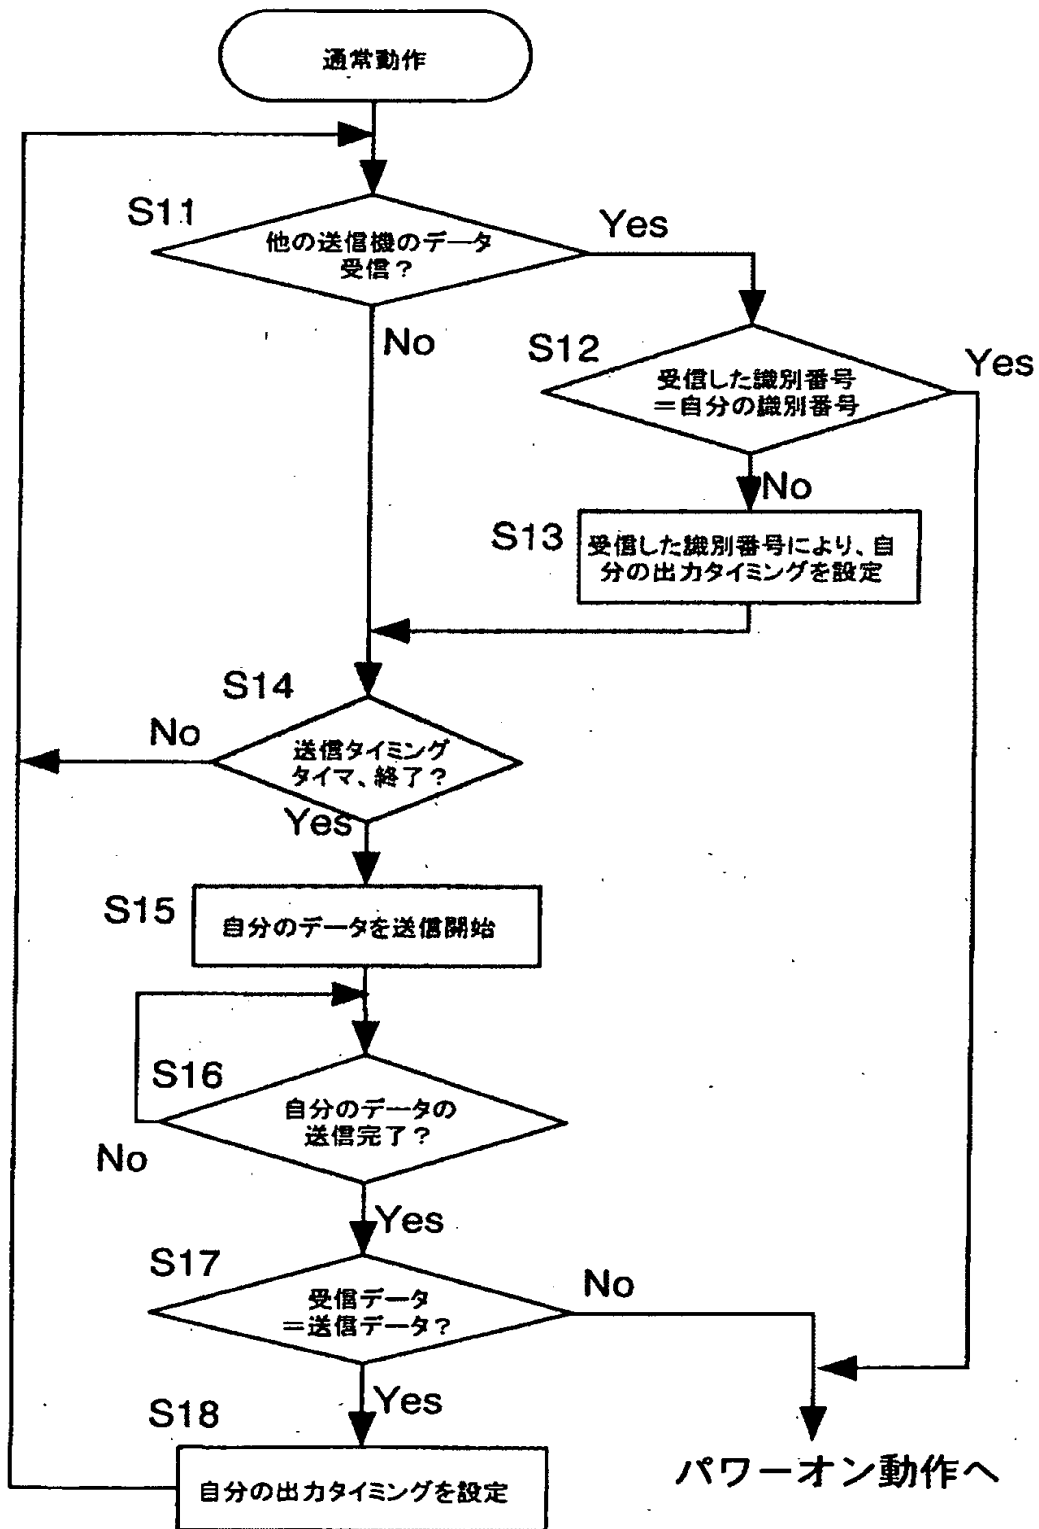 通常動作
S11
他の送信機のデータ
受信?
Yes
No
S12
受信した識別番号
=自分の識別番号
Yes
No
S13
受信した識別番号により、自
分の出力タイミングを設定
S14
送信タイミング
タイマ、終了?
No
Yes
S15
自分のデータを送信開始
S16
自分のデータの
送信完了?
No
Yes
S17
受信データ
=送信データ?
No
Yes
S18
自分の出力タイミングを設定
パワーオン動作へ